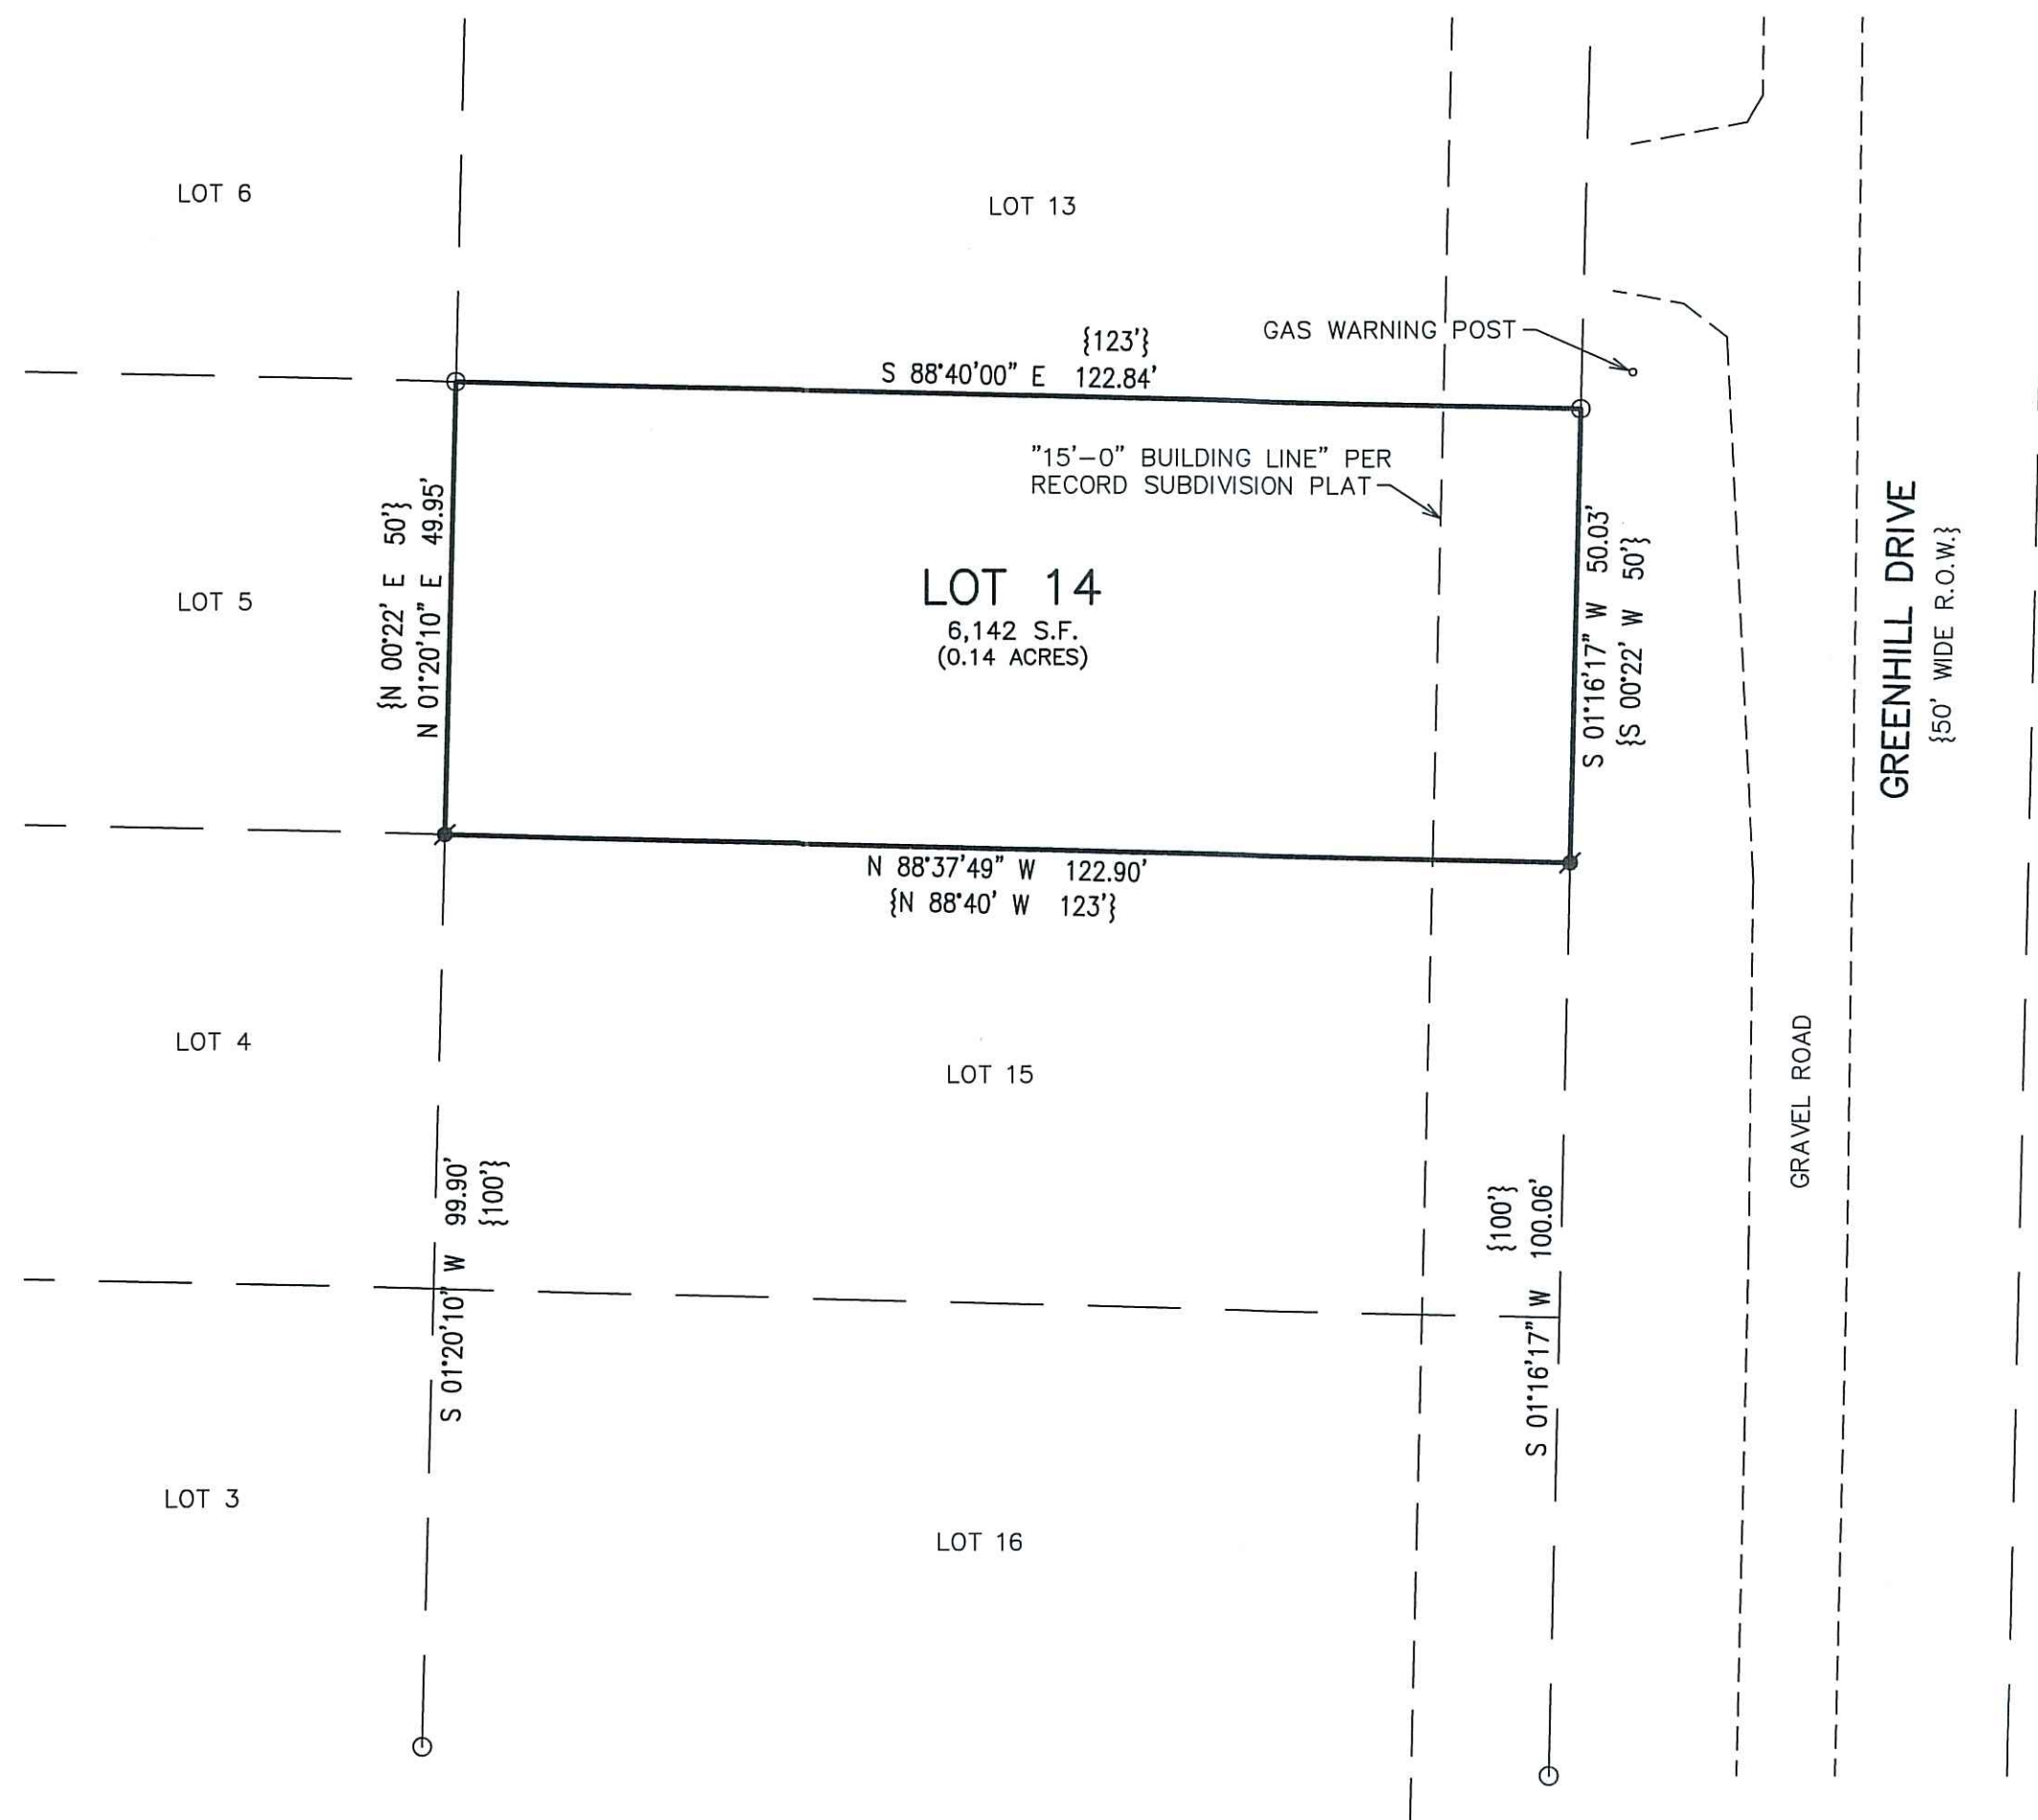 LOT 6
LOT 13
GAS WARNING POST
{123'}
S 88°40'00" E 122.84'
"15'-0" BUILDING LINE" PER
RECORD SUBDIVISION PLAT
{N 00°22' E 50'}
N 01°20'10" E 49.95'
LOT 5
LOT 14
6,142 S.F.
(0.14 ACRES)
S 01°16'17" W 50.03'
{S 00°22' W 50'}
GREENHILL DRIVE
{50' WIDE R.O.W.}
N 88°37'49" W 122.90'
{N 88°40' W 123'}
LOT 4
LOT 15
GRAVEL ROAD
S 01°20'10" W 99.90'
{100'}
{100'}
S 01°16'17" W 100.06'
LOT 3
LOT 16